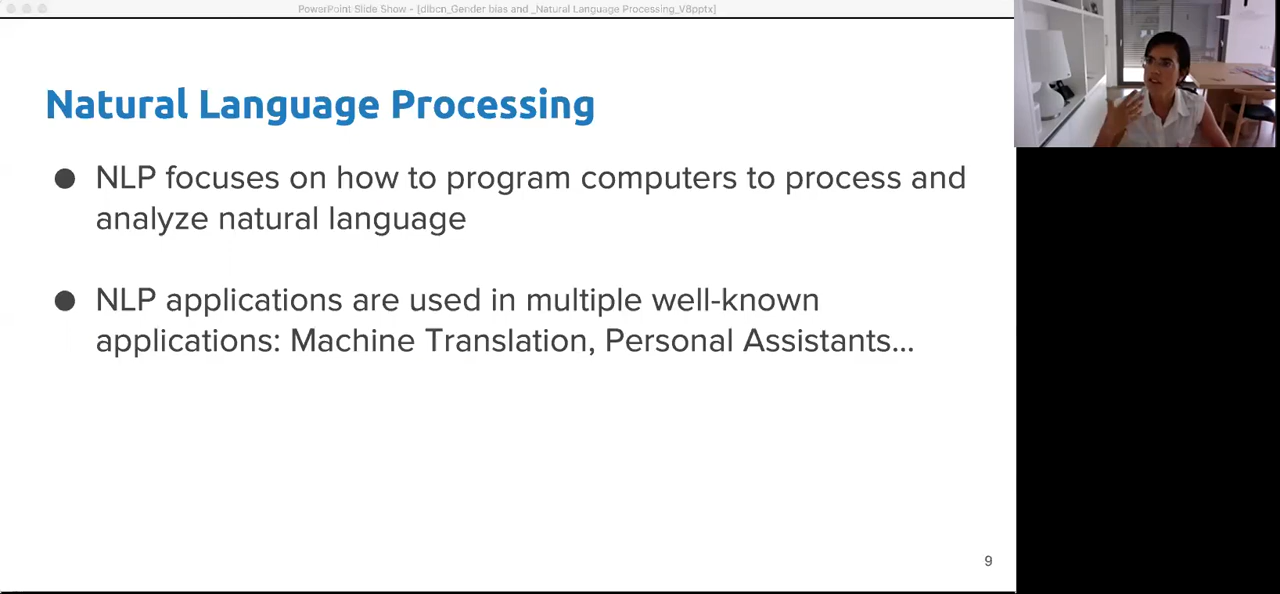 PowerPoint Slide Show - [dlbcn_Gender bias and _Natural Language Processing_V8pptx]
Natural Language Processing
● NLP focuses on how to program computers to process and
analyze natural language
● NLP applications are used in multiple well-known
applications: Machine Translation, Personal Assistants...
9